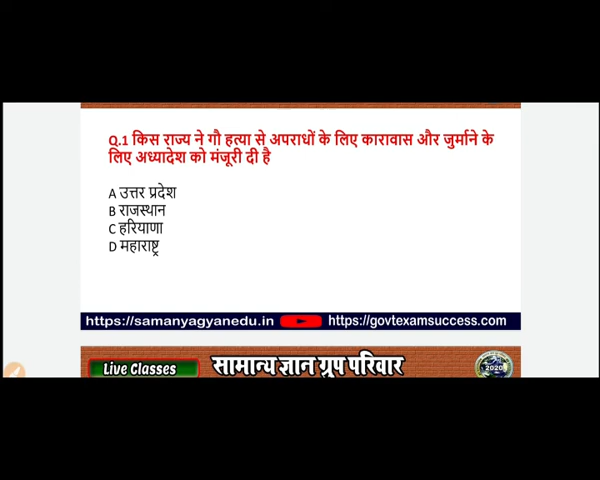 Q.1 किस राज्य ने गौ हत्या से अपराधों के लिए कारावास और जुर्माने के
लिए अध्यादेश को मंजूरी दी है
A उत्तर प्रदेश
B राजस्थान
C हरियाणा
D महाराष्ट्र
https://samanyagyanedu.in https://govtexamsuccess.com
Live Classes सामान्य ज्ञान ग्रुप परिवार 2020